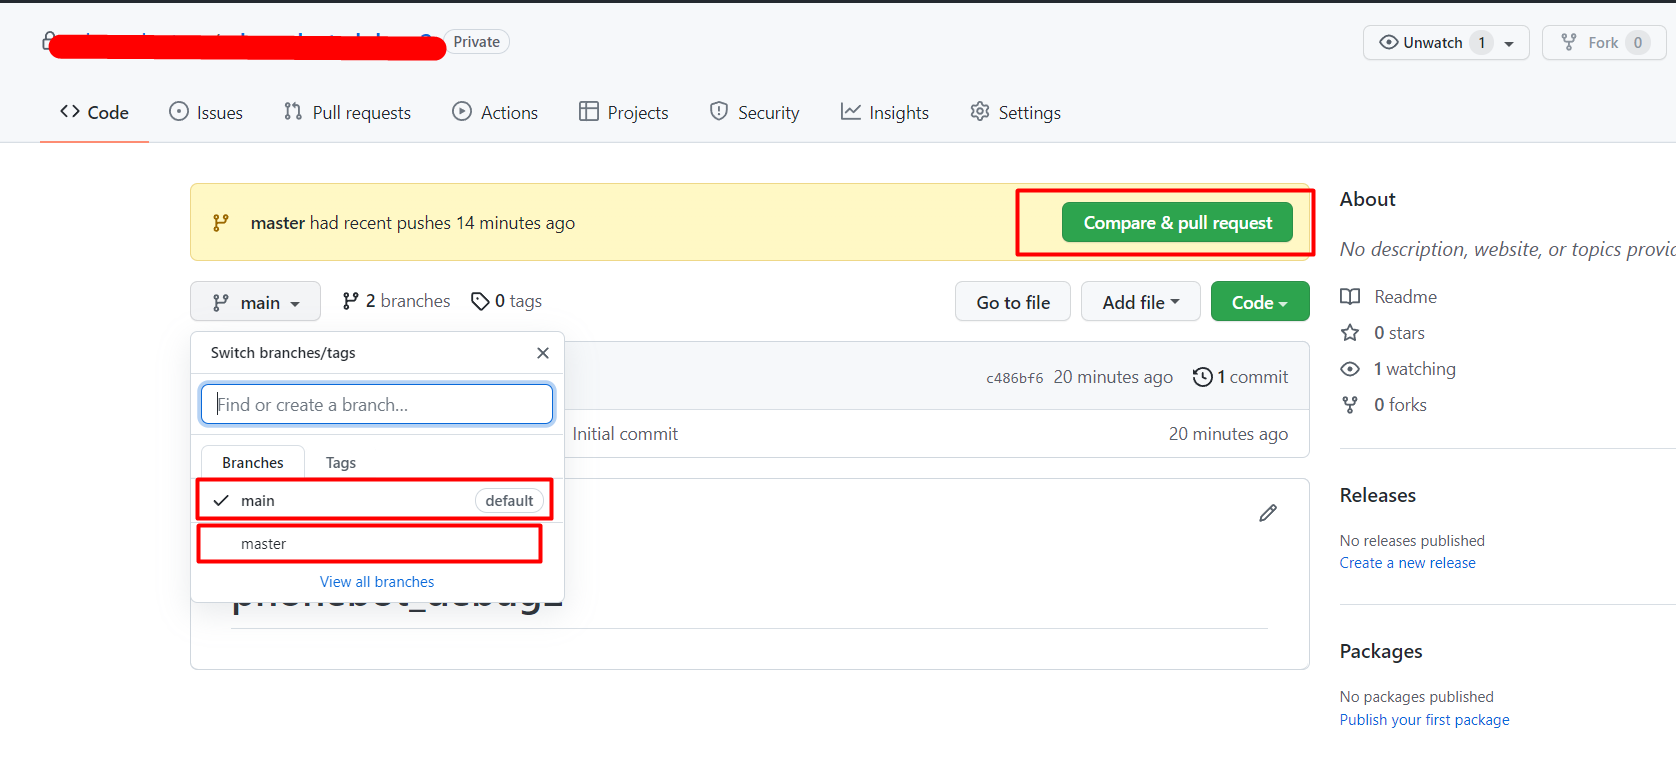 Private
Unwatch 1
Fork 0
Code
Issues
Pull requests
Actions
Projects
Security
Insights
Settings
master had recent pushes 14 minutes ago
Compare & pull request
main
2 branches
0 tags
Go to file
Add file
Code
Switch branches/tags
Find or create a branch...
Branches
Tags
main
default
master
View all branches
c486bf6 20 minutes ago
1 commit
Initial commit
20 minutes ago
About
No description, website, or topics
Readme
0 stars
1 watching
0 forks
Releases
No releases published
Create a new release
Packages
No packages published
Publish your first package